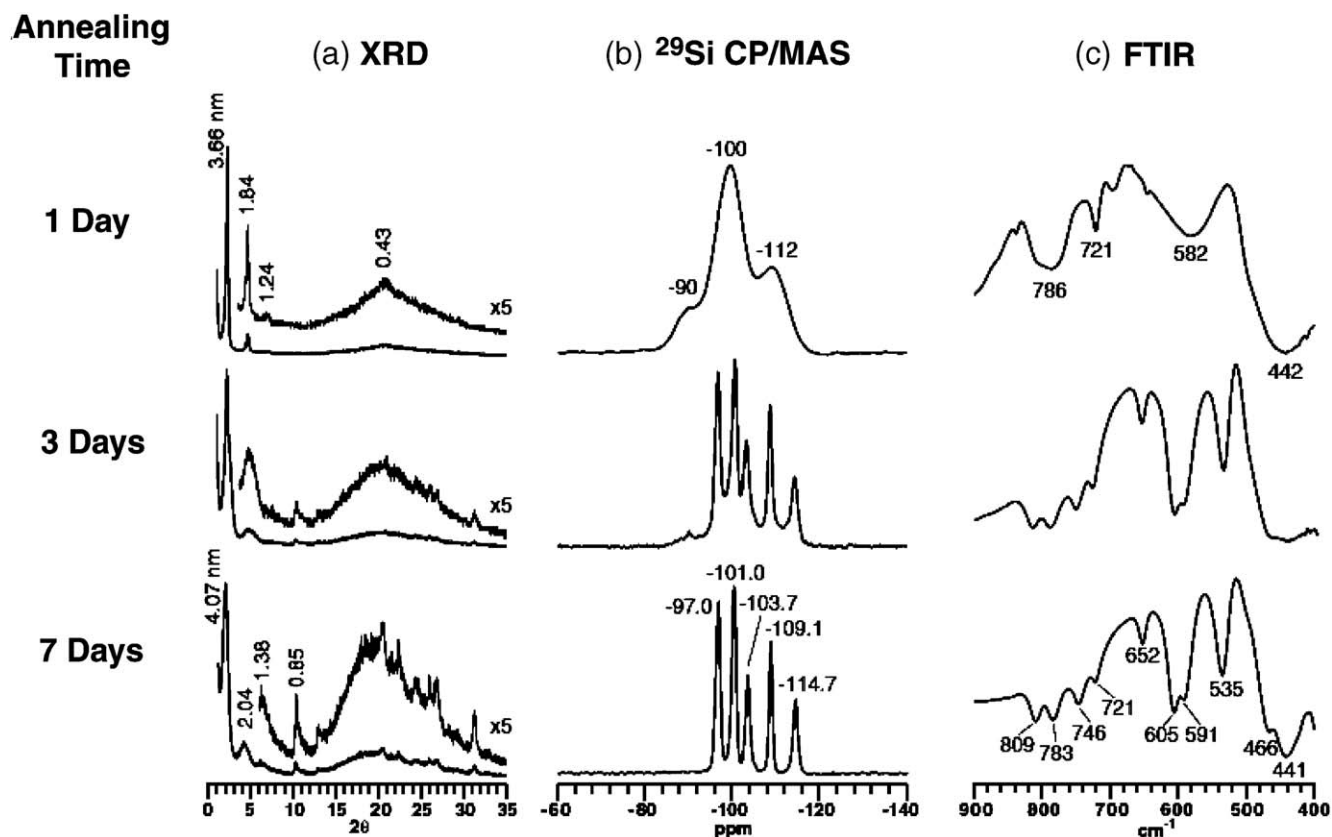 Annealing
Time
(a) XRD
(b) ²⁹Si CP/MAS
(c) FTIR
1 Day
3.66 nm
1.84
1.24
0.43
x5
-90
-100
-112
786
721
582
442
3 Days
x5
7 Days
4.07 nm
2.04
1.38
0.85
x5
-97.0
-101.0
-103.7
-109.1
-114.7
809
783
746
721
652
605
591
535
466
441
0 5 10 15 20 25 30 35
2θ
-60 -80 -100 -120 -140
ppm
900 800 700 600 500 400
cm⁻¹